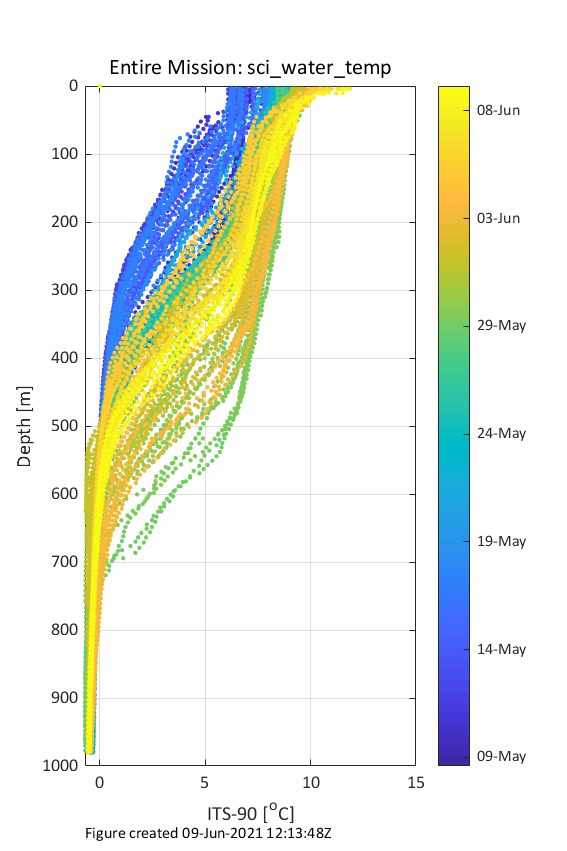 Entire Mission: sci_water_temp
0
100
200
300
400
500
600
700
800
900
1000
Depth [m]
0 5 10 15
ITS-90 [°C]
08-Jun
03-Jun
29-May
24-May
19-May
14-May
09-May
Figure created 09-Jun-2021 12:13:48Z